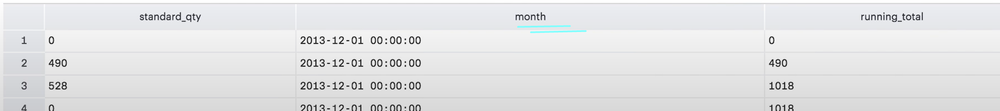 standard_qty month running_total
1 0 2013-12-01 00:00:00 0
2 490 2013-12-01 00:00:00 490
3 528 2013-12-01 00:00:00 1018
4 0 2013-12-01 00:00:00 1018